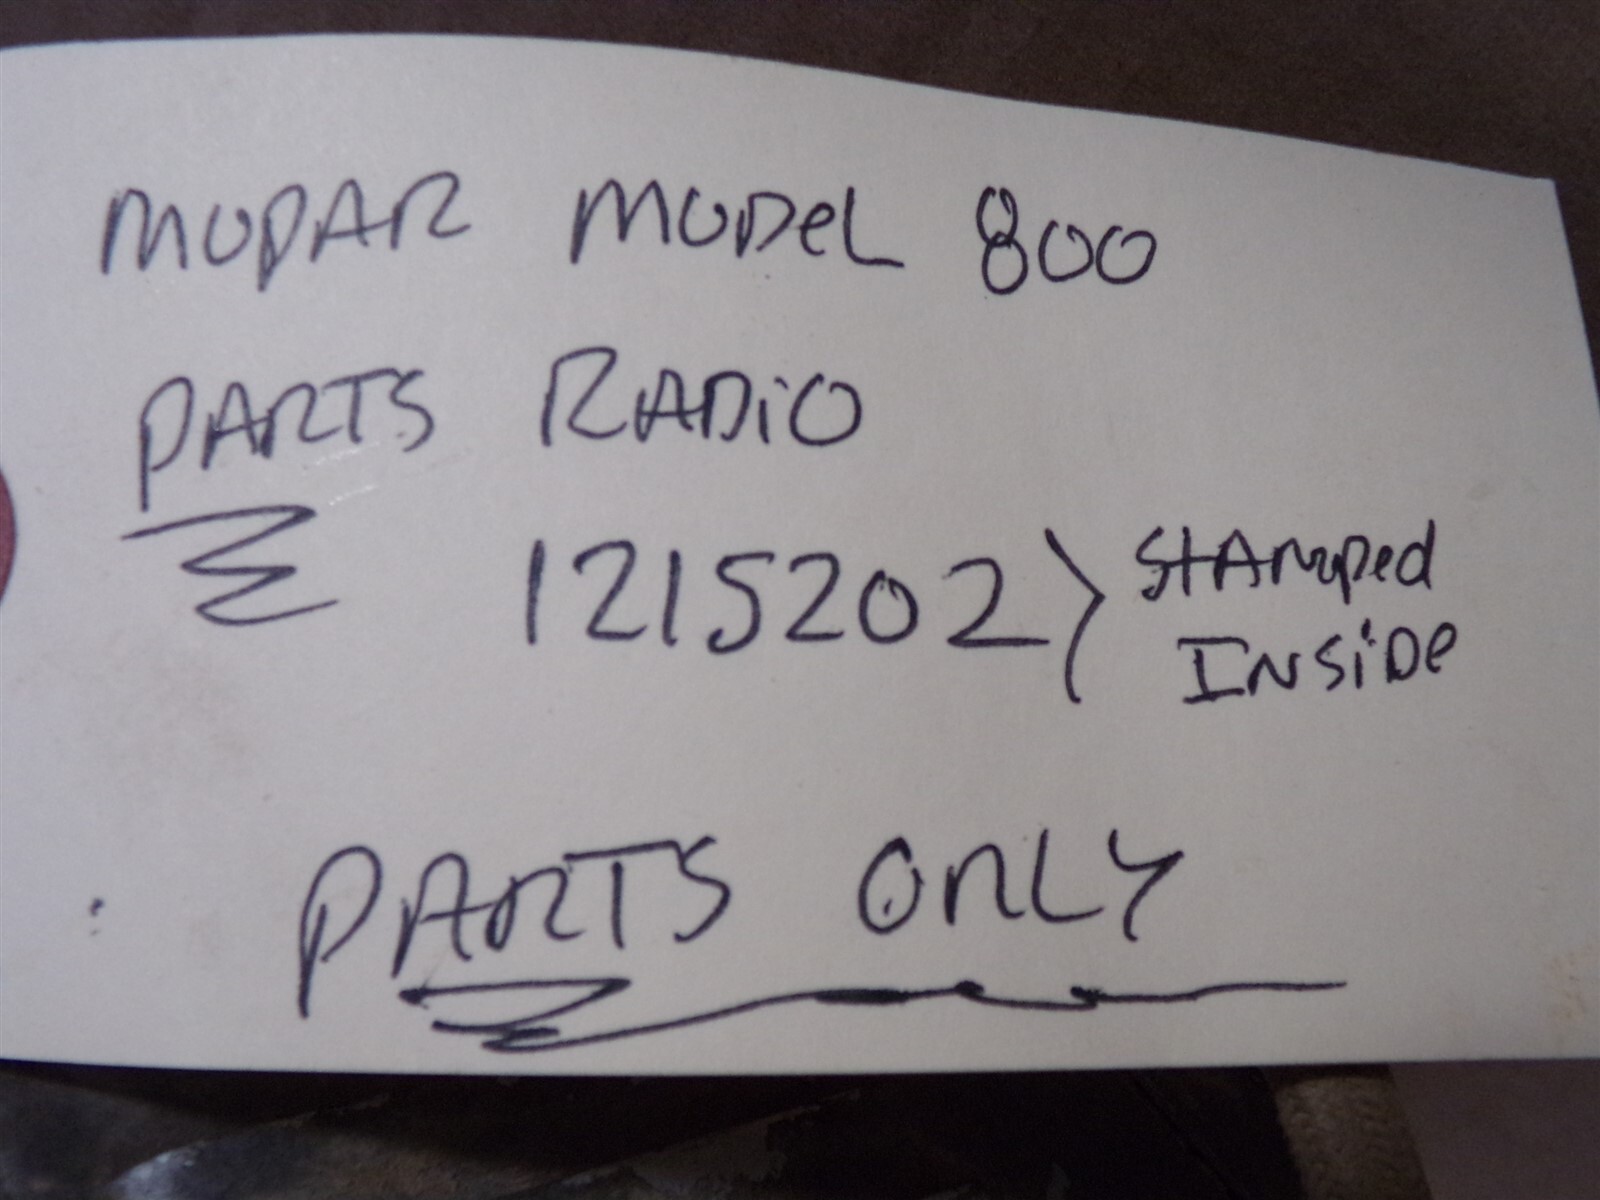 MOPAR MODeL 800
PARTS RADiO
1215202} StAmped
INSiDe
PARTS ONLY